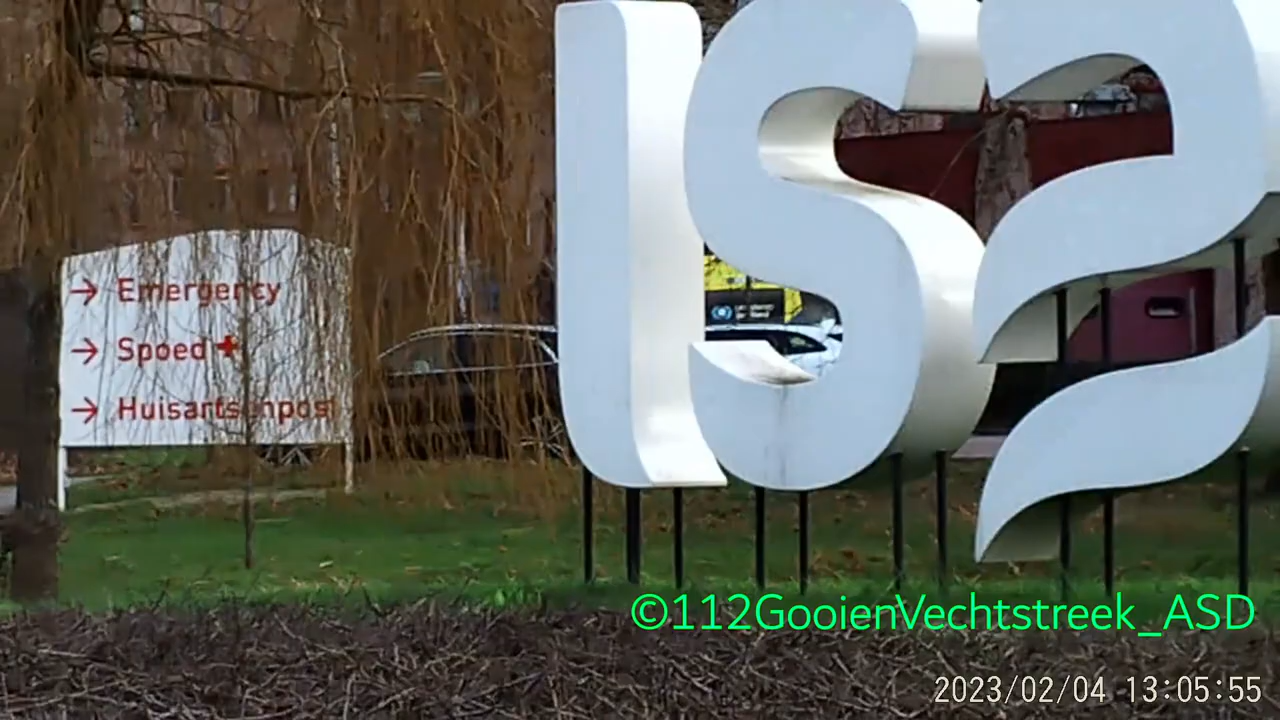 → Emergency
→ Spoed+
→ Huisartsenpost
©112GooienVechtstreek_ASD
2023/02/04 13:05:55